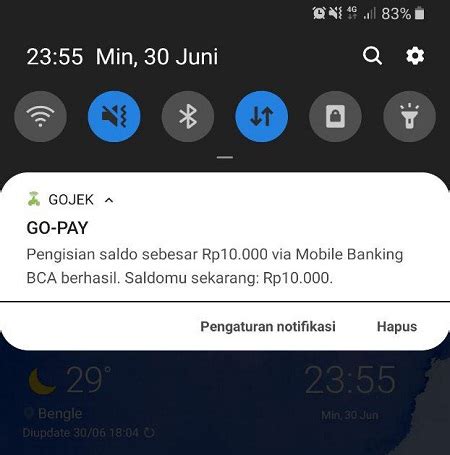 4G 83%
23:55 Min, 30 Juni
GOJEK
GO-PAY
Pengisian saldo sebesar Rp10.000 via Mobile Banking
BCA berhasil. Saldomu sekarang: Rp10.000.
Pengaturan notifikasi Hapus
29° 23:55
Bengle Min, 30 Jun
Diupdate 30/06 18:04